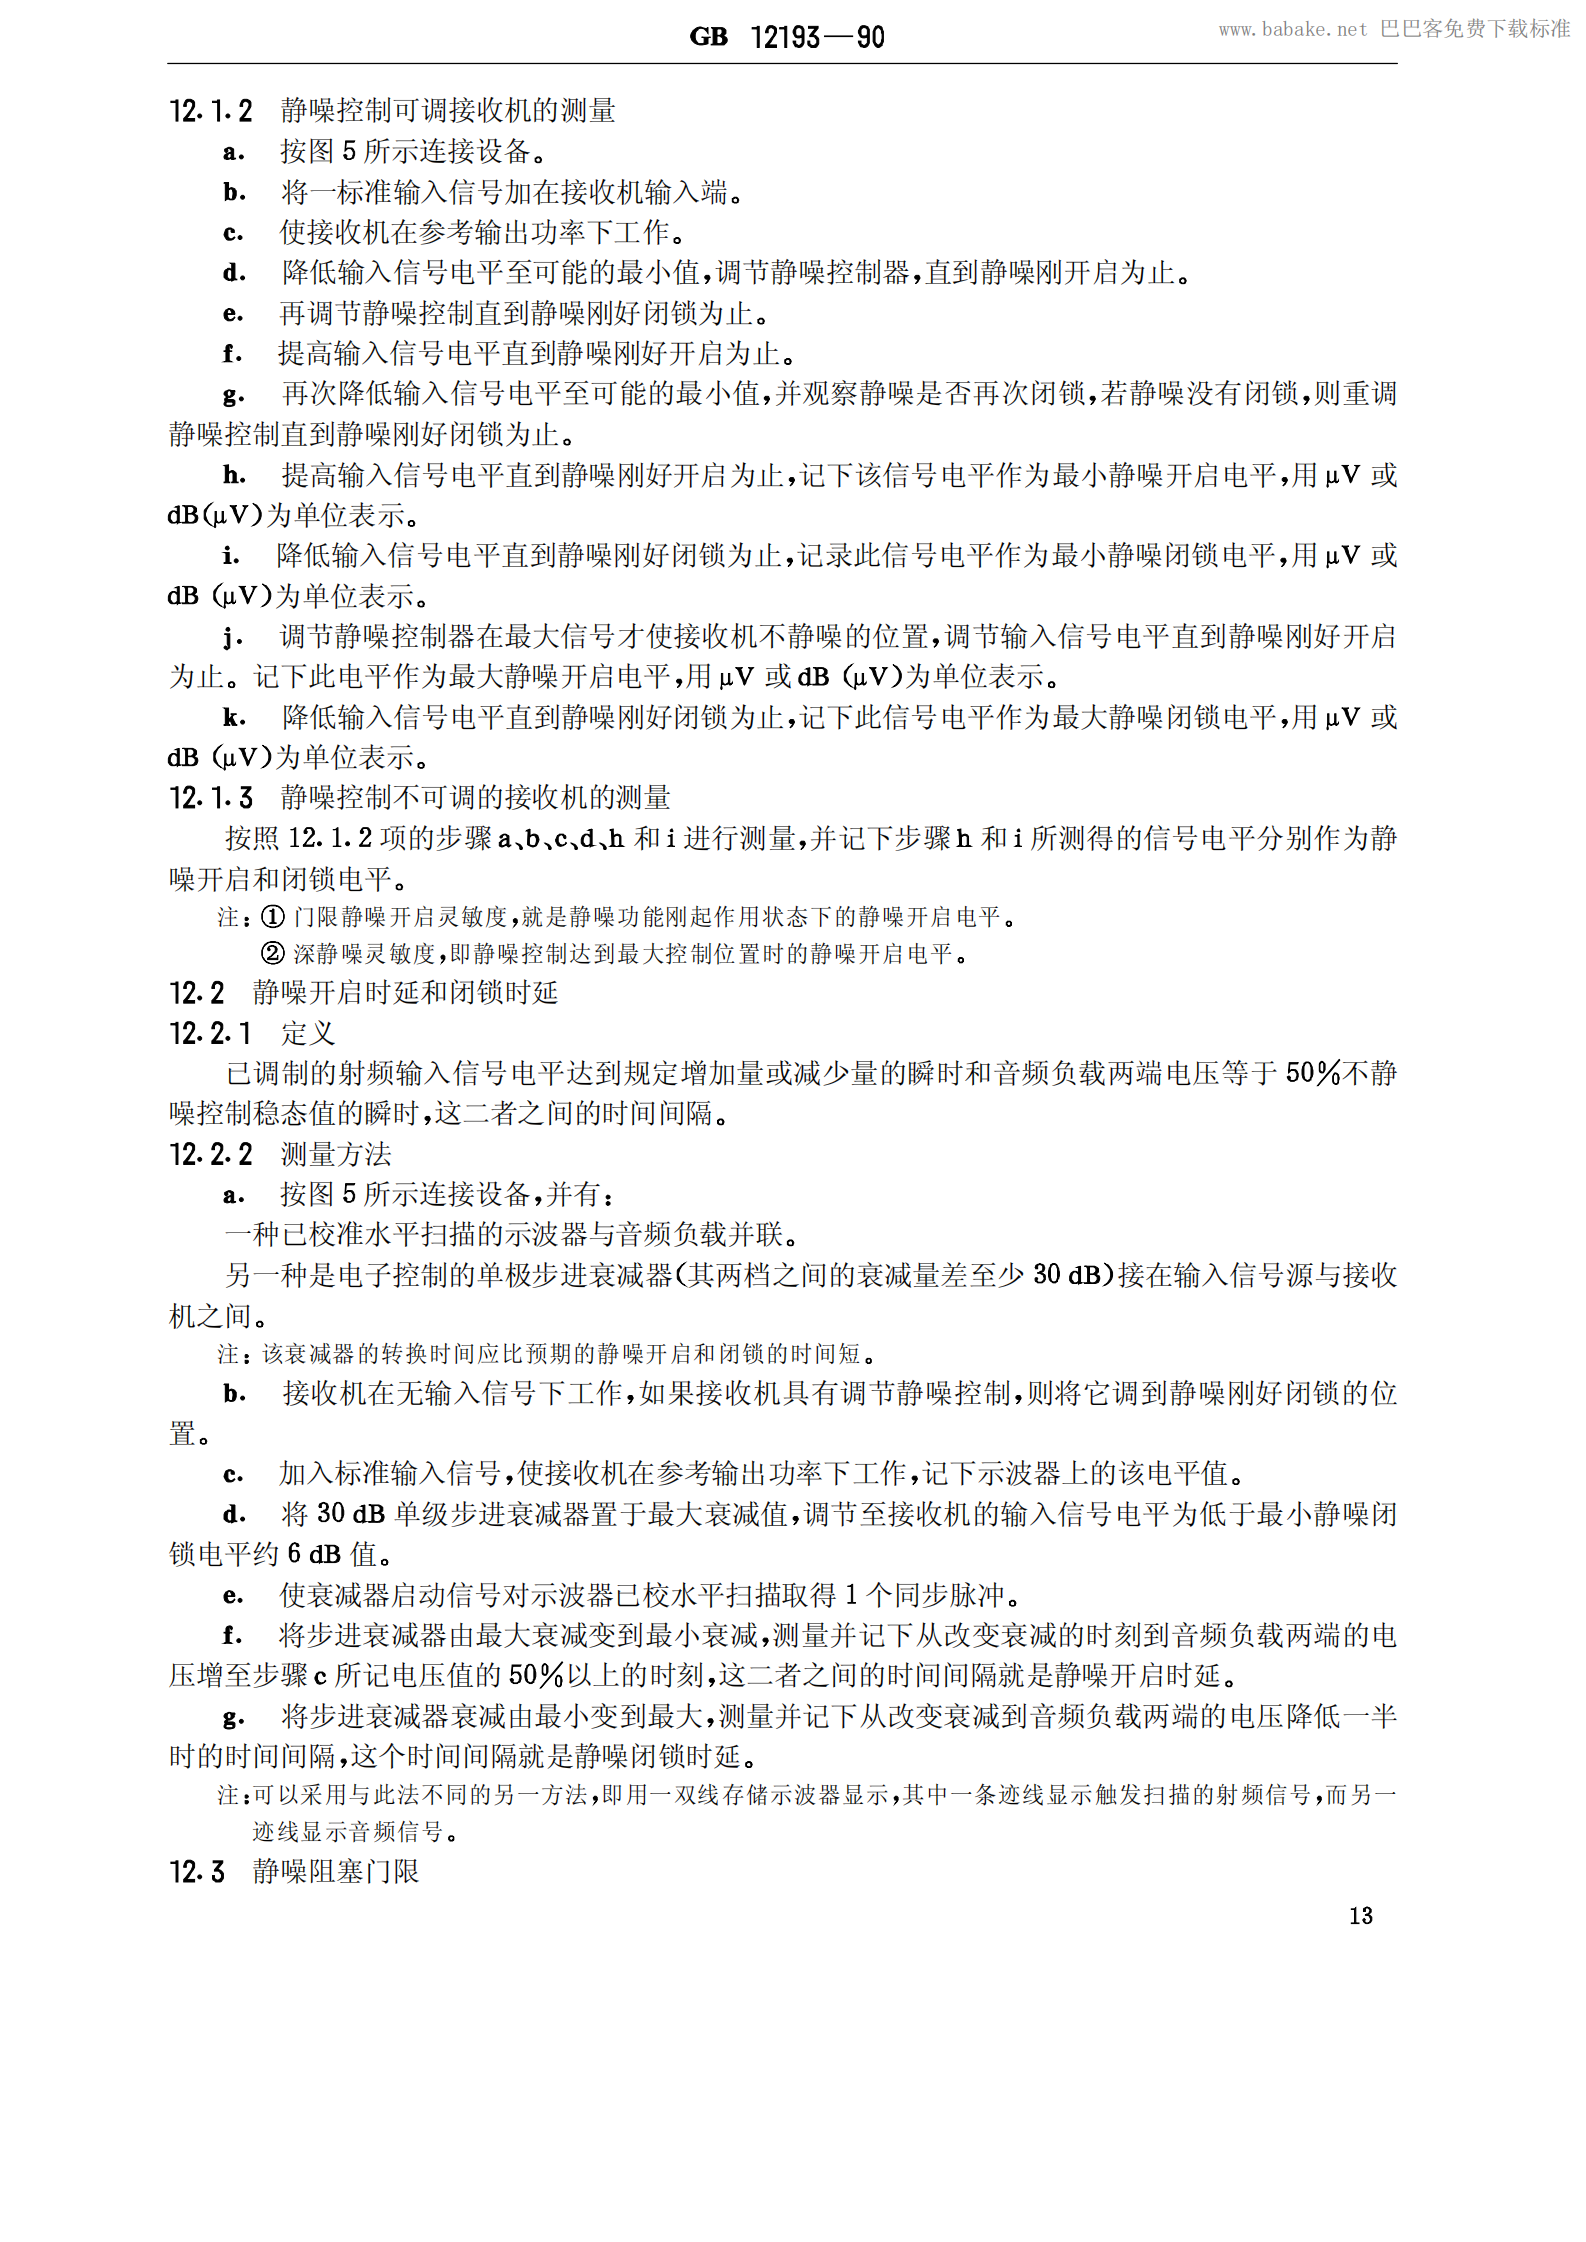 www.babake.net 巴巴客免费下载标准
GB 12193—90
12.1.2 静噪控制可调接收机的测量
a. 按图 5 所示连接设备。
b. 将一标准输入信号加在接收机输入端。
c. 使接收机在参考输出功率下工作。
d. 降低输入信号电平至可能的最小值,调节静噪控制器,直到静噪刚开启为止。
e. 再调节静噪控制直到静噪刚好闭锁为止。
f. 提高输入信号电平直到静噪刚好开启为止。
g. 再次降低输入信号电平至可能的最小值,并观察静噪是否再次闭锁,若静噪没有闭锁,则重调
静噪控制直到静噪刚好闭锁为止。
h. 提高输入信号电平直到静噪刚好开启为止,记下该信号电平作为最小静噪开启电平,用 μV 或
dB(μV)为单位表示。
i. 降低输入信号电平直到静噪刚好闭锁为止,记录此信号电平作为最小静噪闭锁电平,用 μV 或
dB (μV)为单位表示。
j. 调节静噪控制器在最大信号才使接收机不静噪的位置,调节输入信号电平直到静噪刚好开启
为止。记下此电平作为最大静噪开启电平,用 μV 或 dB (μV)为单位表示。
k. 降低输入信号电平直到静噪刚好闭锁为止,记下此信号电平作为最大静噪闭锁电平,用 μV 或
dB (μV)为单位表示。
12.1.3 静噪控制不可调的接收机的测量
按照 12.1.2 项的步骤 a、b、c、d、h 和 i 进行测量,并记下步骤 h 和 i 所测得的信号电平分别作为静
噪开启和闭锁电平。
注:① 门限静噪开启灵敏度,就是静噪功能刚起作用状态下的静噪开启电平。
② 深静噪灵敏度,即静噪控制达到最大控制位置时的静噪开启电平。
12.2 静噪开启时延和闭锁时延
12.2.1 定义
已调制的射频输入信号电平达到规定增加量或减少量的瞬时和音频负载两端电压等于 50%不静
噪控制稳态值的瞬时,这二者之间的时间间隔。
12.2.2 测量方法
a. 按图 5 所示连接设备,并有:
一种已校准水平扫描的示波器与音频负载并联。
另一种是电子控制的单极步进衰减器(其两档之间的衰减量差至少 30 dB)接在输入信号源与接收
机之间。
注:该衰减器的转换时间应比预期的静噪开启和闭锁的时间短。
b. 接收机在无输入信号下工作,如果接收机具有调节静噪控制,则将它调到静噪刚好闭锁的位
置。
c. 加入标准输入信号,使接收机在参考输出功率下工作,记下示波器上的该电平值。
d. 将 30 dB 单级步进衰减器置于最大衰减值,调节至接收机的输入信号电平为低于最小静噪闭
锁电平约 6 dB 值。
e. 使衰减器启动信号对示波器已校水平扫描取得 1 个同步脉冲。
f. 将步进衰减器由最大衰减变到最小衰减,测量并记下从改变衰减的时刻到音频负载两端的电
压增至步骤 c 所记电压值的 50%以上的时刻,这二者之间的时间间隔就是静噪开启时延。
g. 将步进衰减器衰减由最小变到最大,测量并记下从改变衰减到音频负载两端的电压降低一半
时的时间间隔,这个时间间隔就是静噪闭锁时延。
注:可以采用与此法不同的另一方法,即用一双线存储示波器显示,其中一条迹线显示触发扫描的射频信号,而另一
迹线显示音频信号。
12.3 静噪阻塞门限
13